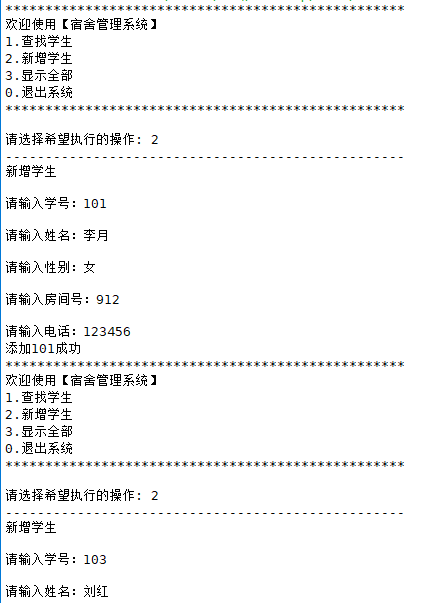 **************************************************
欢迎使用【宿舍管理系统】
1.查找学生
2.新增学生
3.显示全部
0.退出系统
**************************************************
请选择希望执行的操作: 2
--------------------------------------------------
新增学生
请输入学号：101
请输入姓名：李月
请输入性别：女
请输入房间号：912
请输入电话：123456
添加101成功
**************************************************
欢迎使用【宿舍管理系统】
1.查找学生
2.新增学生
3.显示全部
0.退出系统
**************************************************
请选择希望执行的操作: 2
--------------------------------------------------
新增学生
请输入学号：103
请输入姓名：刘红